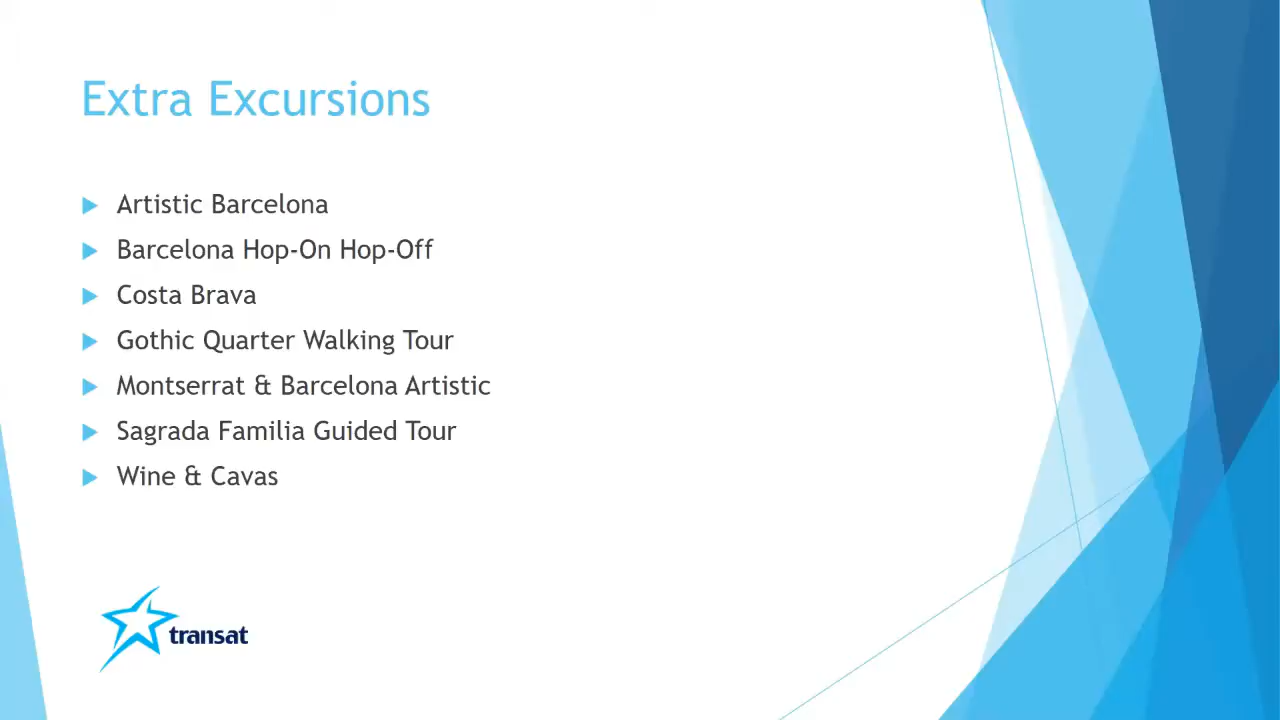 Extra Excursions
Artistic Barcelona
Barcelona Hop-On Hop-Off
Costa Brava
Gothic Quarter Walking Tour
Montserrat & Barcelona Artistic
Sagrada Familia Guided Tour
Wine & Cavas
transat